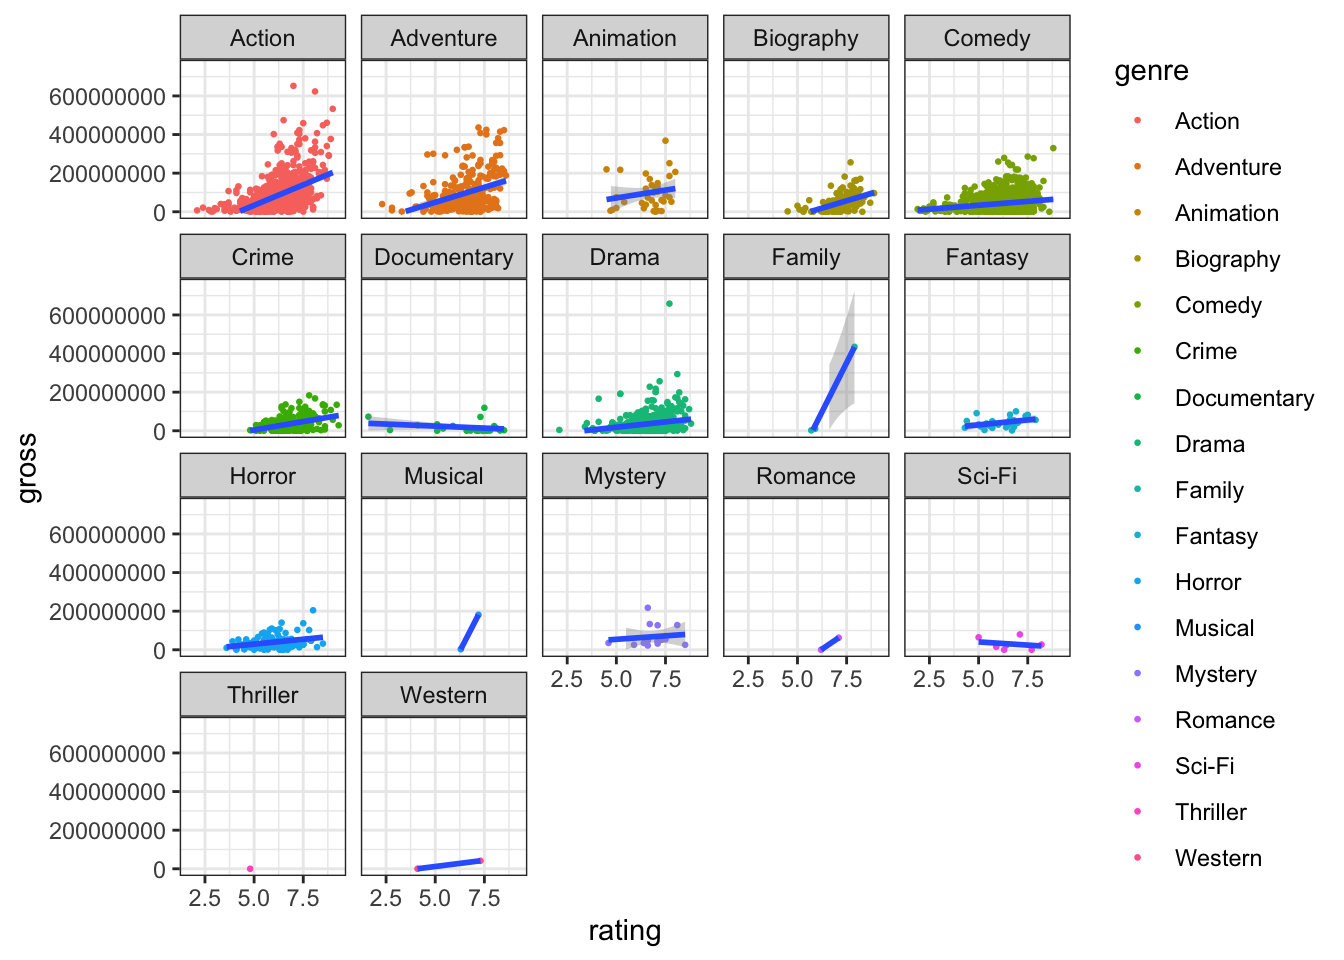 Action Adventure Animation Biography Comedy
600000000
400000000
200000000
0
Crime Documentary Drama Family Fantasy
600000000
400000000
200000000
0
Horror Musical Mystery Romance Sci-Fi
600000000
400000000
200000000
0
2.5 5.0 7.5 2.5 5.0 7.5 2.5 5.0 7.5
Thriller Western
600000000
400000000
200000000
0
2.5 5.0 7.5 2.5 5.0 7.5
rating
gross
genre
Action
Adventure
Animation
Biography
Comedy
Crime
Documentary
Drama
Family
Fantasy
Horror
Musical
Mystery
Romance
Sci-Fi
Thriller
Western